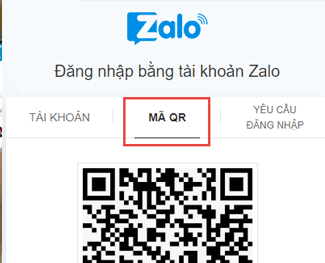 Zalo
Đăng nhập bằng tài khoản Zalo
TÀI KHOẢN
MÃ QR
YÊU CẦU
ĐĂNG NHẬP